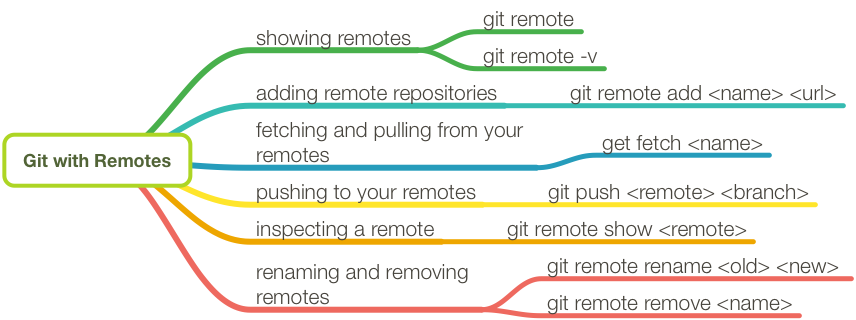 Git with Remotes
showing remotes
git remote
git remote -v
adding remote repositories
git remote add <name> <url>
fetching and pulling from your
remotes
get fetch <name>
pushing to your remotes
git push <remote> <branch>
inspecting a remote
git remote show <remote>
renaming and removing
remotes
git remote rename <old> <new>
git remote remove <name>